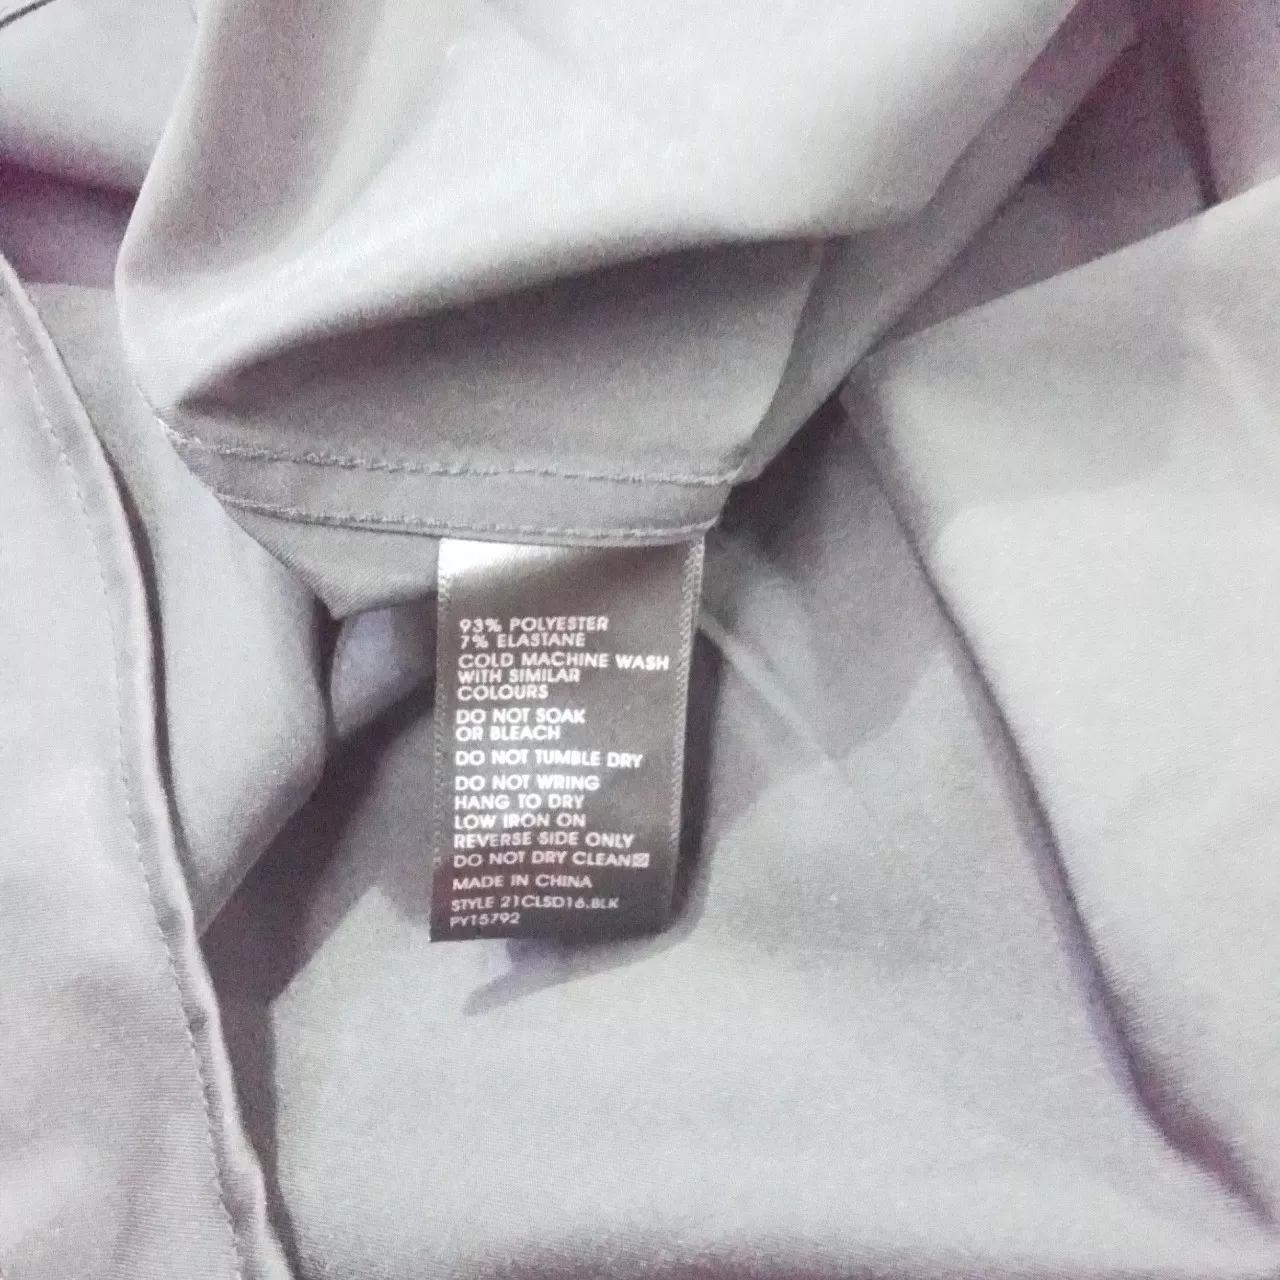 93% POLYESTER
7% ELASTANE
COLD MACHINE WASH
WITH SIMILAR
COLOURS
DO NOT SOAK
OR BLEACH
DO NOT TUMBLE DRY
DO NOT WRING
HANG TO DRY
LOW IRON ON
REVERSE SIDE ONLY
DO NOT DRY CLEAN
MADE IN CHINA
STYLE 21CLSD16.BLK
PY15792